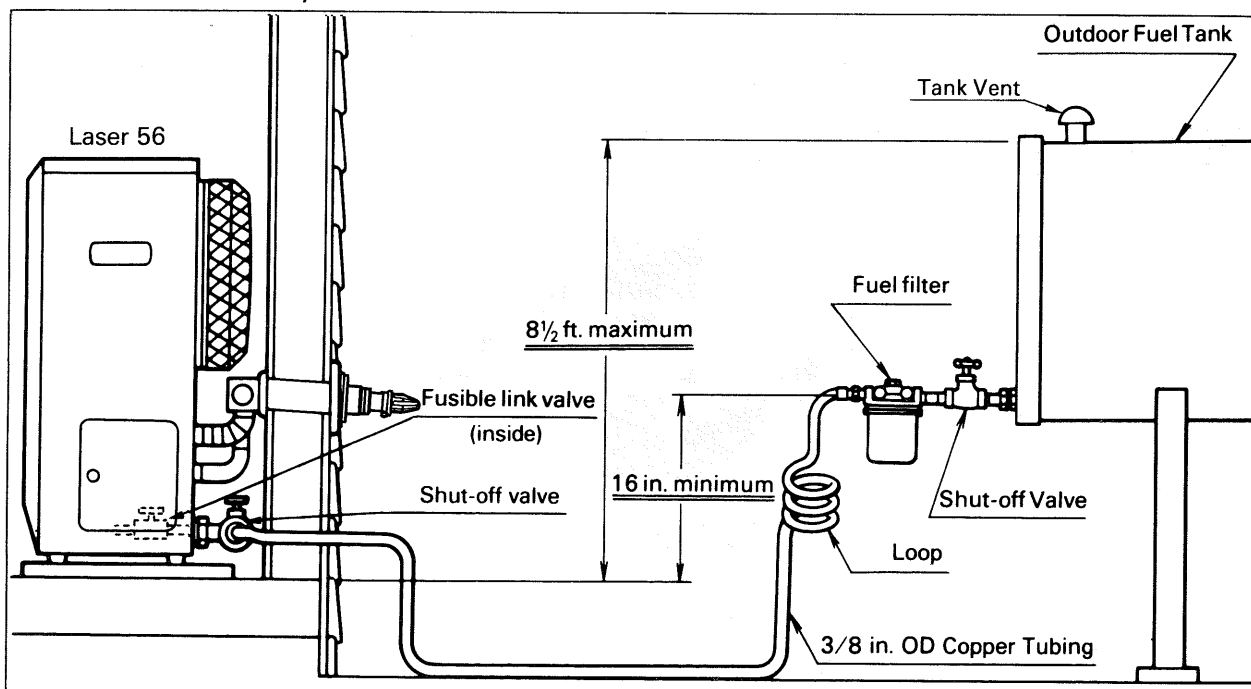 Outdoor Fuel Tank
Tank Vent
Laser 56
Fuel filter
8½ ft. maximum
Fusible link valve
(inside)
16 in. minimum
Shut-off valve
Shut-off Valve
Loop
3/8 in. OD Copper Tubing